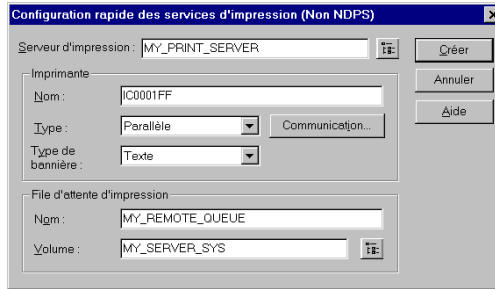 Configuration rapide des services d'impression (Non NDPS)
Serveur d'impression : MY_PRINT_SERVER
Créer
Imprimante
Annuler
Nom : IC0001FF
Aide
Type : Parallèle Communication...
Type de bannière : Texte
File d'attente d'impression
Nom : MY_REMOTE_QUEUE
Volume : MY_SERVER_SYS